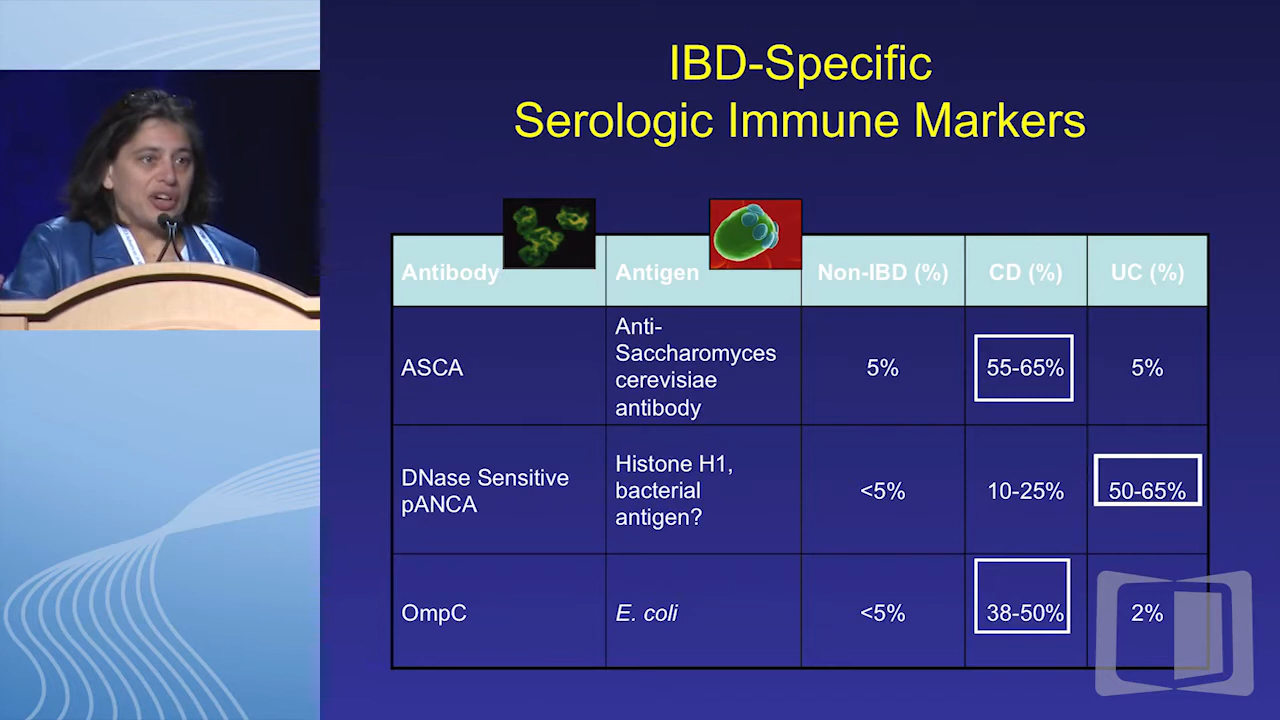 IBD-Specific
Serologic Immune Markers
Antibody Antigen Non-IBD (%) CD (%) UC (%)
Anti-
Saccharomyces
cerevisiae
antibody
ASCA 5% 55-65% 5%
DNase Sensitive
pANCA
Histone H1,
bacterial
antigen?
<5% 10-25% 50-65%
OmpC E. coli <5% 38-50% 2%